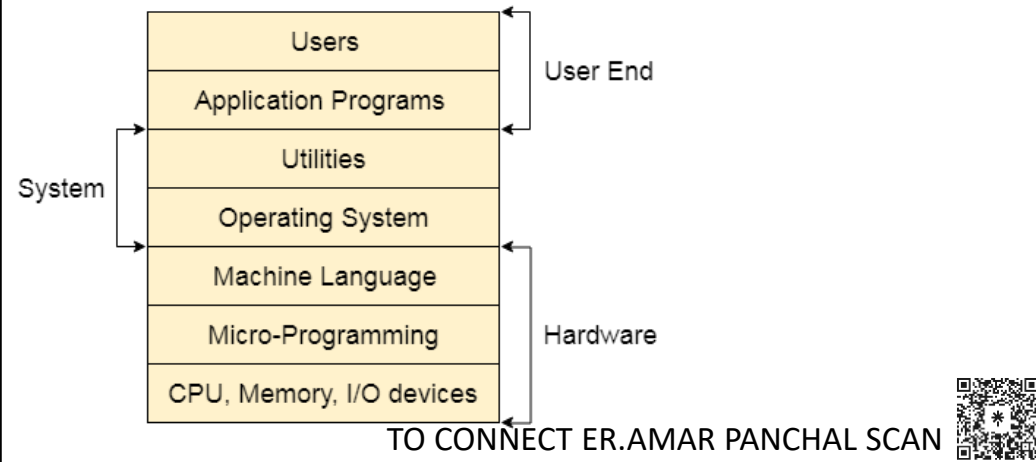 Users
User End
Application Programs
Utilities
System
Operating System
Machine Language
Micro-Programming
Hardware
CPU, Memory, I/O devices
TO CONNECT ER.AMAR PANCHAL SCAN